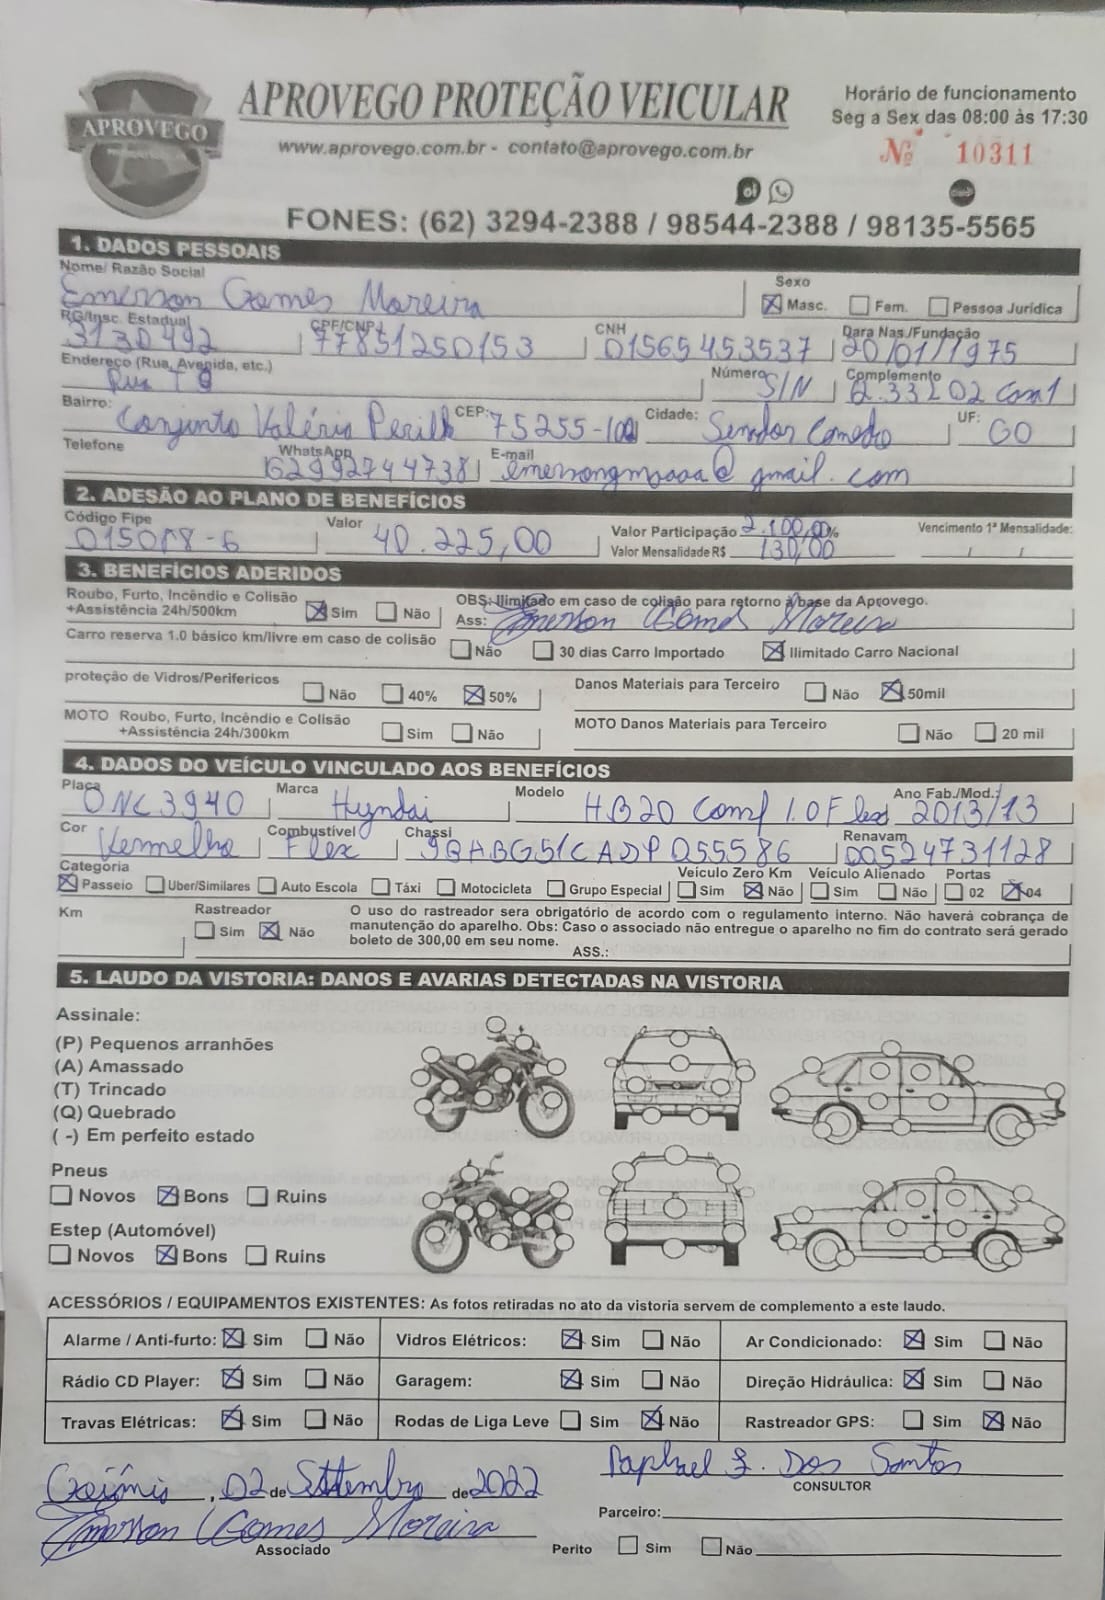 APROVEGO
APROVEGO PROTEÇÃO VEICULAR
www.aprovego.com.br - contato@aprovego.com.br
Horário de funcionamento
Seg a Sex das 08:00 às 17:30
Nº 10311
oi
FONES: (62) 3294-2388 / 98544-2388 / 98135-5565
1. DADOS PESSOAIS
Nome/ Razão Social Emerson Gomes Moreira
Sexo Masc. Fem. Pessoa Jurídica
RG/Insc. Estadual 3130492 CPF/CNPJ 77851250153 CNH 01565453537 Dara Nas./Fundação 20/01/1975
Endereço (Rua, Avenida, etc.) Rua T 9 Número S/N Complemento Q.33 L 02 Casa 1
Bairro: Conjunto Valéria Perillo CEP: 75255-100 Cidade: Senador Canedo UF: GO
Telefone WhatsApp 62992744738 E-mail @gmail.com
2. ADESÃO AO PLANO DE BENEFÍCIOS
Código Fipe 015088-6 Valor 40.225,00 Valor Participação 2.100,00% Vencimento 1ª Mensalidade: / /
Valor Mensalidade R$ 130,00
3. BENEFÍCIOS ADERIDOS
Roubo, Furto, Incêndio e Colisão +Assistência 24h/500km Sim Não
OBS: Ilimitado em caso de colisão para retorno à base da Aprovego.
Ass: Emerson Gomes Moreira
Carro reserva 1.0 básico km/livre em caso de colisão Não 30 dias Carro Importado Ilimitado Carro Nacional
proteção de Vidros/Perifericos Não 40% 50% Danos Materiais para Terceiro Não 50mil
MOTO Roubo, Furto, Incêndio e Colisão +Assistência 24h/300km Sim Não MOTO Danos Materiais para Terceiro Não 20 mil
4. DADOS DO VEÍCULO VINCULADO AOS BENEFÍCIOS
Placa ONC3940 Marca Hyndai Modelo HB20 Comf 1.0 Flex Ano Fab./Mod.: 2013/13
Cor Vermelho Combustível Flex Chassi 9BHBG51CADP055586 Renavam 00524731128
Categoria Passeio Uber/Similares Auto Escola Táxi Motocicleta Grupo Especial Veículo Zero Km Sim Não Veículo Alienado Sim Não Portas 02 04
Km Rastreador Sim Não
O uso do rastreador sera obrigatório de acordo com o regulamento interno. Não haverá cobrança de
manutenção do aparelho. Obs: Caso o associado não entregue o aparelho no fim do contrato será gerado
boleto de 300,00 em seu nome.
ASS.:
5. LAUDO DA VISTORIA: DANOS E AVARIAS DETECTADAS NA VISTORIA
Assinale:
(P) Pequenos arranhões
(A) Amassado
(T) Trincado
(Q) Quebrado
( -) Em perfeito estado
Pneus
Novos Bons Ruins
Estep (Automóvel)
Novos Bons Ruins
ACESSÓRIOS / EQUIPAMENTOS EXISTENTES: As fotos retiradas no ato da vistoria servem de complemento a este laudo.
Alarme / Anti-furto: Sim Não Vidros Elétricos: Sim Não Ar Condicionado: Sim Não
Rádio CD Player: Sim Não Garagem: Sim Não Direção Hidráulica: Sim Não
Travas Elétricas: Sim Não Rodas de Liga Leve Sim Não Rastreador GPS: Sim Não
Goiânia, 02 de Settembro de 2022
Raphael F. Dos Santos
CONSULTOR
Emerson Gomes Moreira
Associado
Parceiro:
Perito Sim Não